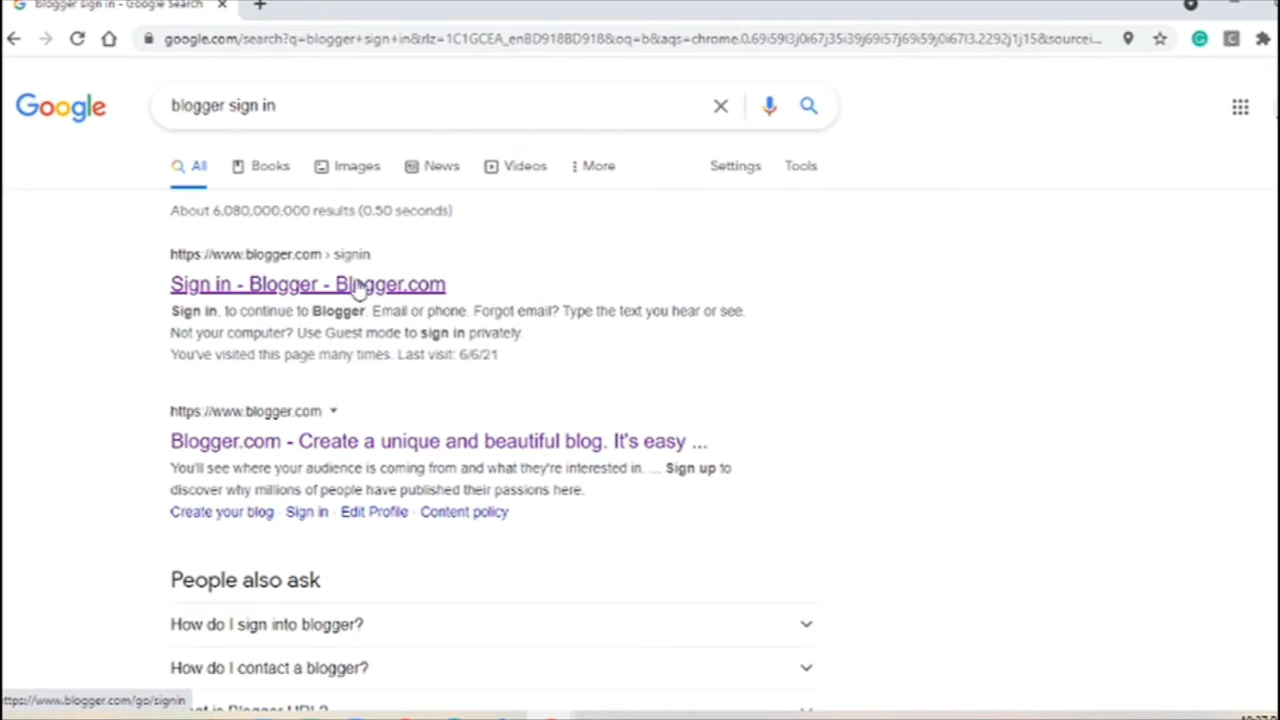 blogger sign in - Google Search
google.com/search?q=blogger+sign+in&rlz=1C1GCEA_enBD918BD918&oq=b&aqs=chrome.0.69i59l3j0i67j35i39j69i57j69i59j0i67l3.2292j1j15&sourcei...
Google
blogger sign in
All Books Images News Videos More Settings Tools
About 6,080,000,000 results (0.50 seconds)
https://www.blogger.com › signin
Sign in - Blogger - Blogger.com
Sign in. to continue to Blogger. Email or phone. Forgot email? Type the text you hear or see.
Not your computer? Use Guest mode to sign in privately.
You've visited this page many times. Last visit: 6/6/21
https://www.blogger.com
Blogger.com - Create a unique and beautiful blog. It's easy ...
You'll see where your audience is coming from and what they're interested in. ... Sign up to
discover why millions of people have published their passions here.
Create your blog · Sign in · Edit Profile · Content policy
People also ask
How do I sign into blogger?
How do I contact a blogger?
is Blogger URL?
https://www.blogger.com/go/signin